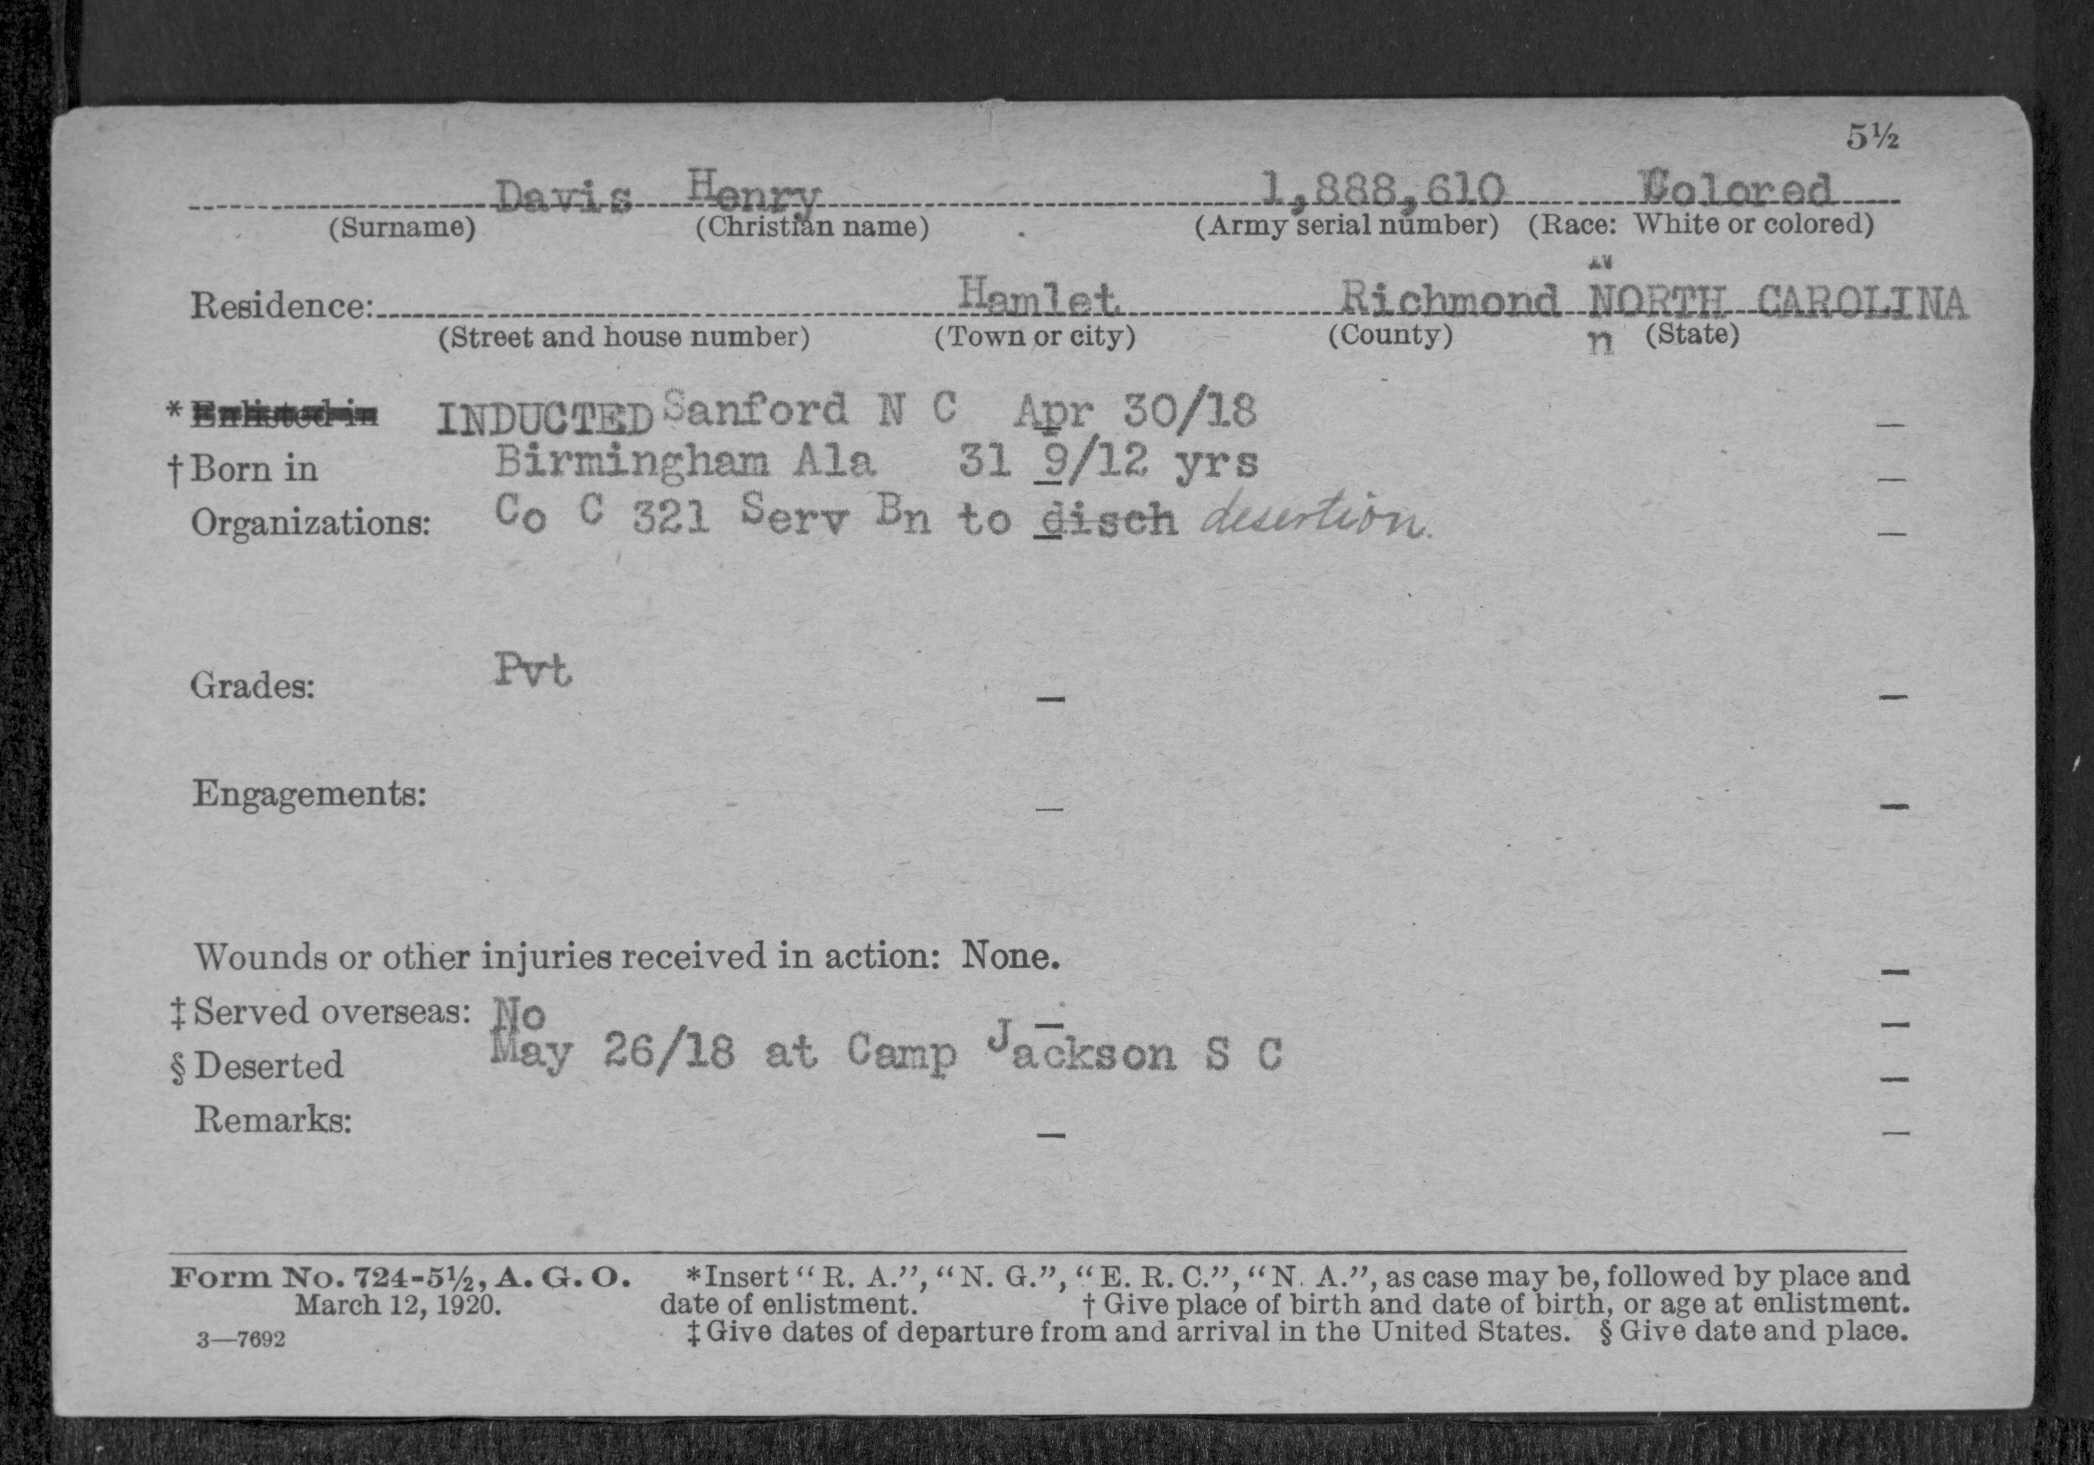 5½
Davis Henry 1,888,610 Colored
(Surname) (Christian name) (Army serial number) (Race: White or colored)
Residence: Hamlet Richmond NORTH CAROLINA
(Street and house number) (Town or city) (County) n (State)
* Enlisted in INDUCTED Sanford N C Apr 30/18
† Born in Birmingham Ala 31 9/12 yrs
Organizations: Co C 321 Serv Bn to disch desertion.
Grades: Pvt
Engagements:
Wounds or other injuries received in action: None.
‡ Served overseas: No
§ Deserted May 26/18 at Camp Jackson S C
Remarks:
Form No. 724-5½, A. G. O. *Insert "R. A.", "N. G.", "E. R. C.", "N. A.", as case may be, followed by place and
March 12, 1920. date of enlistment. † Give place of birth and date of birth, or age at enlistment.
3—7692 ‡ Give dates of departure from and arrival in the United States. § Give date and place.